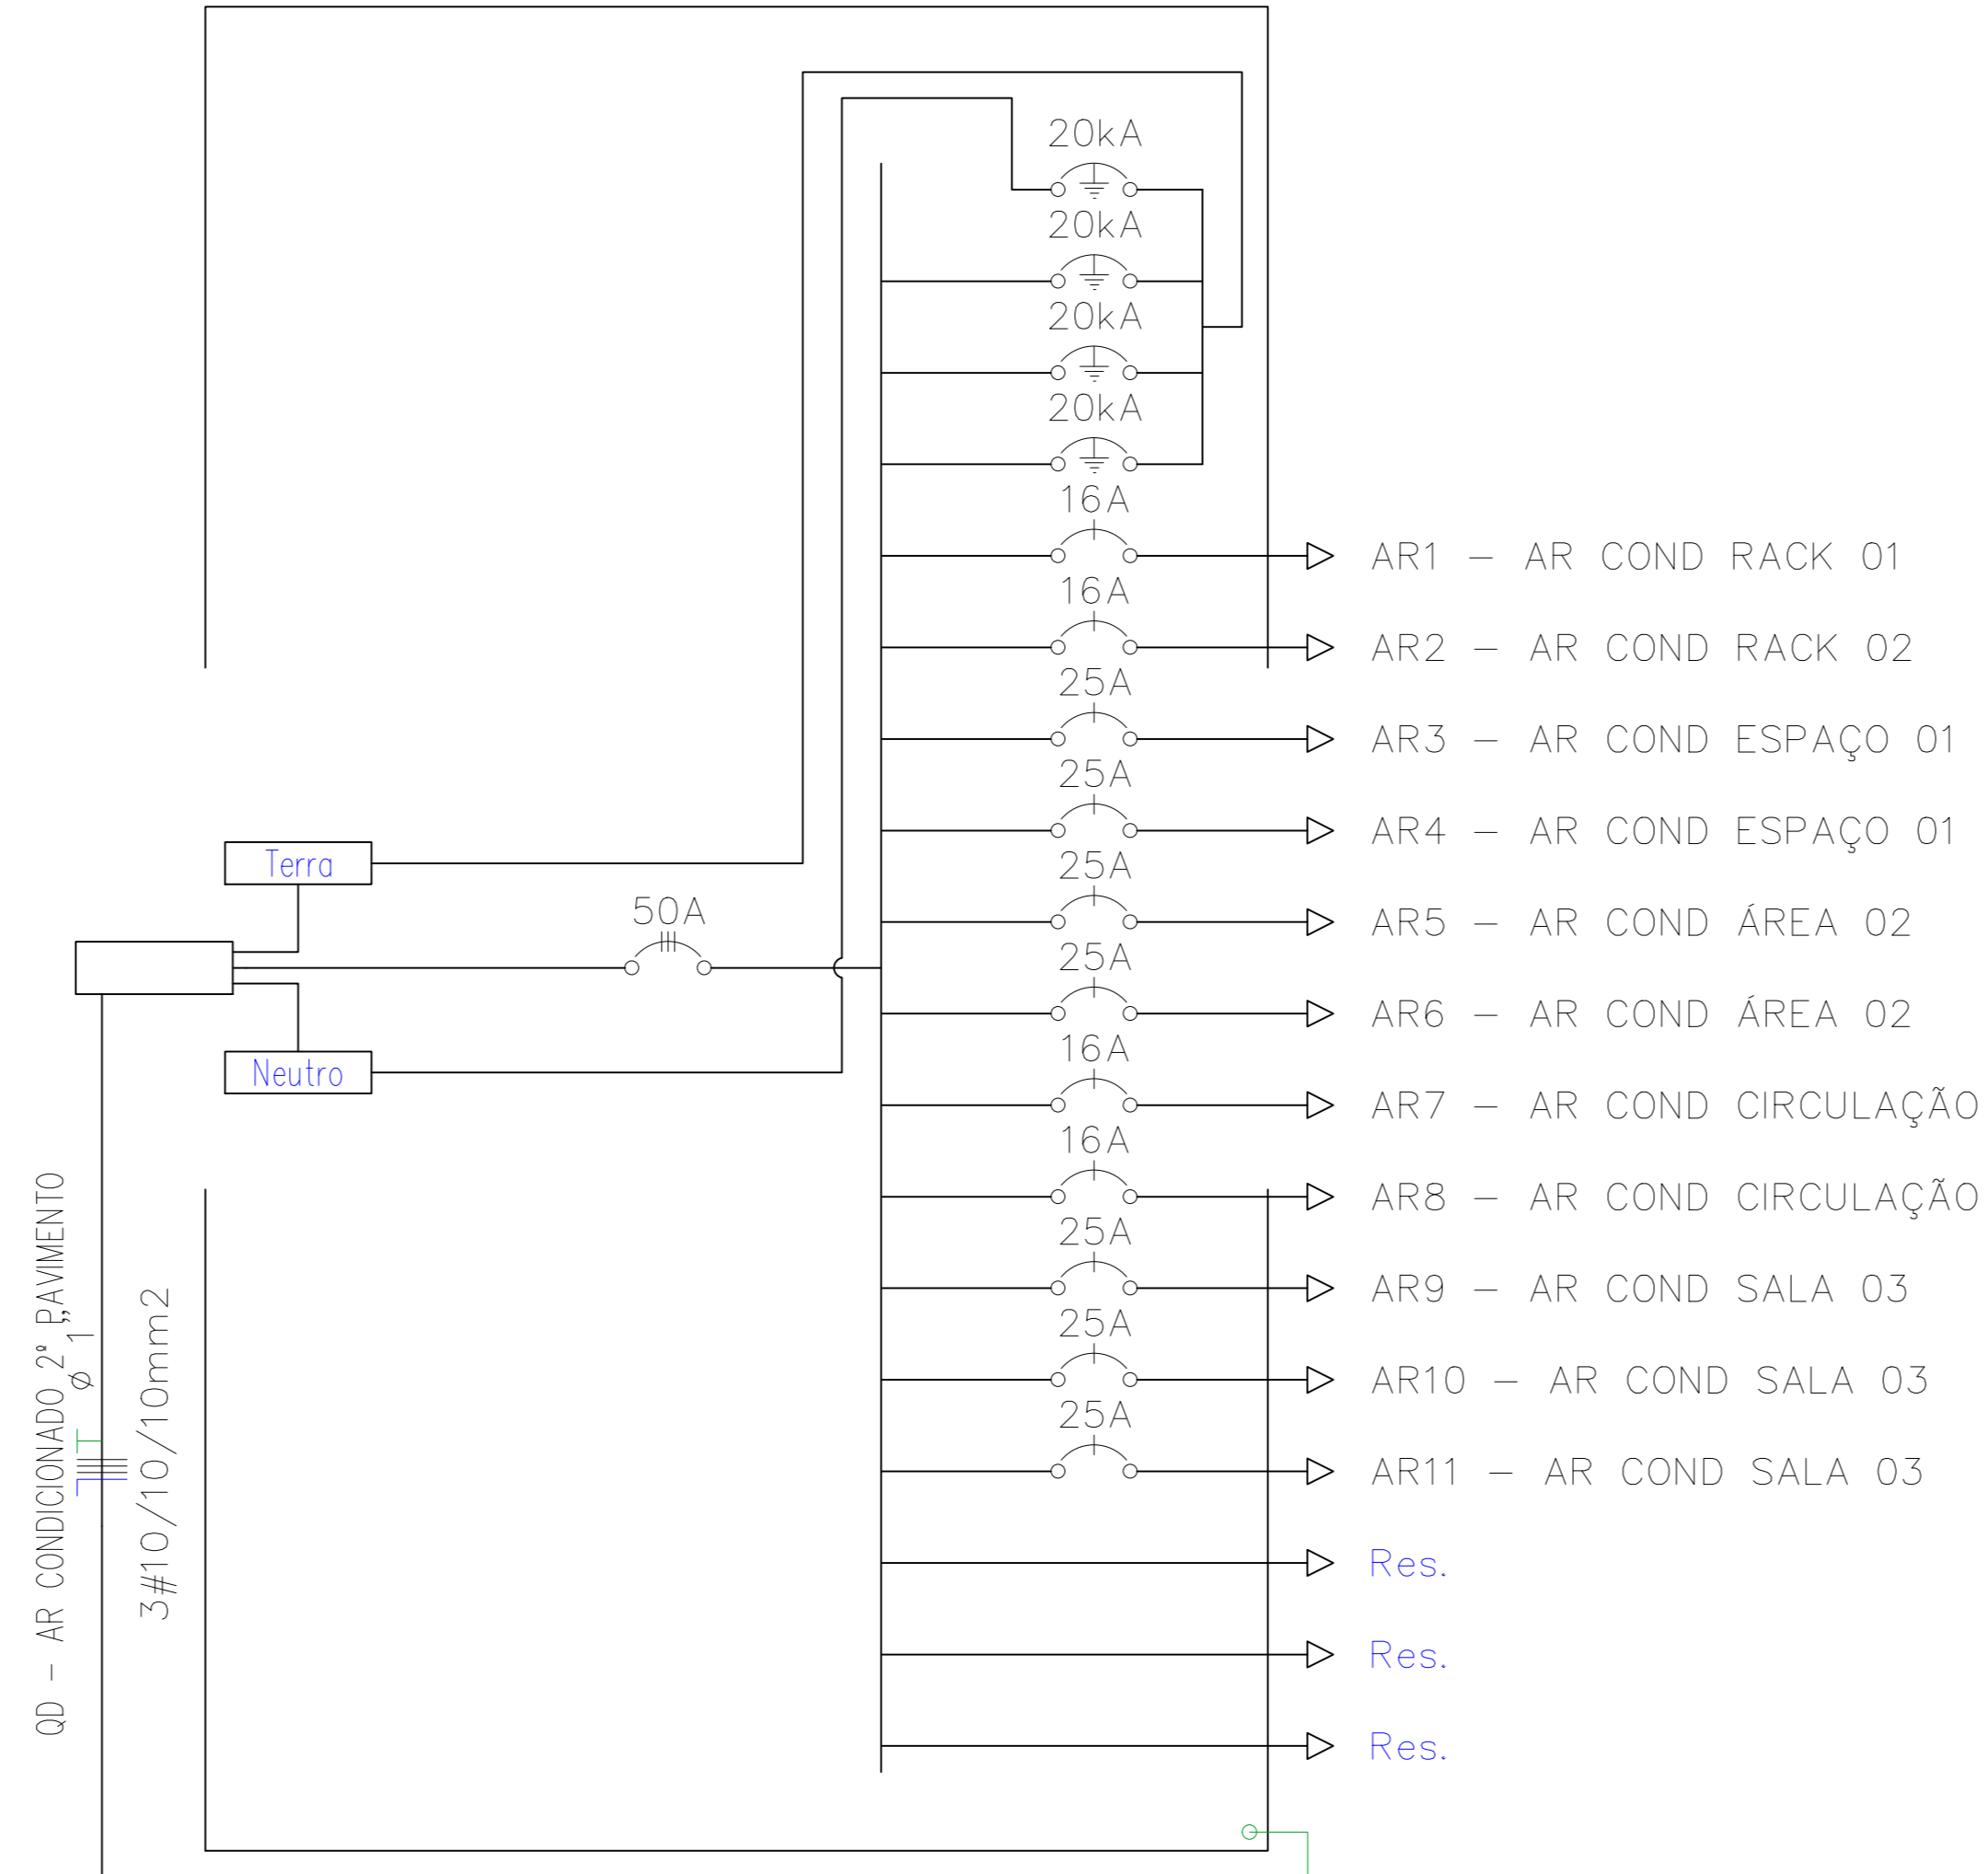 20kA
20kA
20kA
20kA
16A
AR1 – AR COND RACK 01
16A
AR2 – AR COND RACK 02
25A
AR3 – AR COND ESPAÇO 01
25A
AR4 – AR COND ESPAÇO 01
Terra
25A
50A
AR5 – AR COND ÁREA 02
25A
AR6 – AR COND ÁREA 02
Neutro
16A
AR7 – AR COND CIRCULAÇÃO
16A
AR8 – AR COND CIRCULAÇÃO
25A
AR9 – AR COND SALA 03
25A
AR10 – AR COND SALA 03
25A
AR11 – AR COND SALA 03
Res.
Res.
Res.
QD - AR CONDICIONADO 2º PAVIMENTO
ø 1"
3#10/10/10mm2